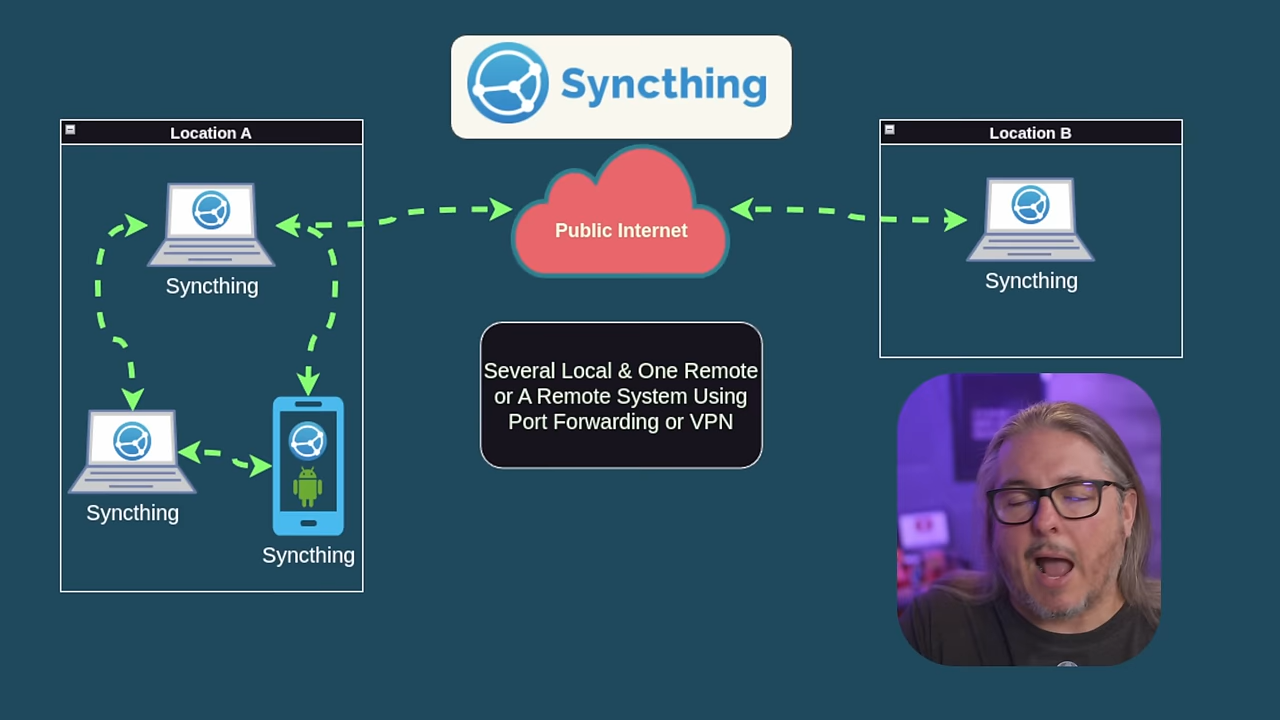 Syncthing
Location A
Location B
Public Internet
Syncthing
Syncthing
Several Local & One Remote
or A Remote System Using
Port Forwarding or VPN
Syncthing
Syncthing